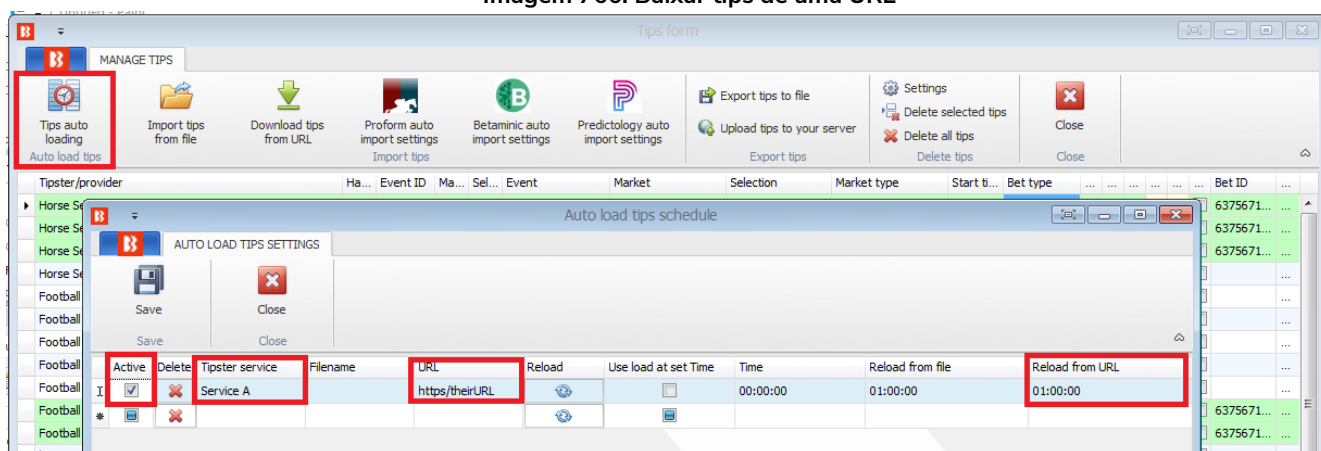 Imagem 700: Baixar tips de uma URL
Tips form
MANAGE TIPS
Tips auto
loading
Import tips
from file
Download tips
from URL
Proform auto
import settings
Betaminic auto
import settings
Predictology auto
import settings
Export tips to file
Upload tips to your server
Settings
Delete selected tips
Delete all tips
Close
Auto load tips
Import tips
Export tips
Delete tips
Close
Tipster/provider Ha... Event ID Ma... Sel... Event Market Selection Market type Start ti... Bet type ... ... ... ... ... ... Bet ID ...
Horse Se 6375671... ...
Auto load tips schedule
Horse Se 6375671... ...
AUTO LOAD TIPS SETTINGS
Horse Se 6375671... ...
Horse Se ...
Football ...
Save Close
Football ...
Football ...
Save Close
Football ...
Active Delete Tipster service Filename URL Reload Use load at set Time Time Reload from file Reload from URL
Football ...
Service A https/theirURL 00:00:00 01:00:00 01:00:00
Football 6375671... ...
Football 6375671... ...